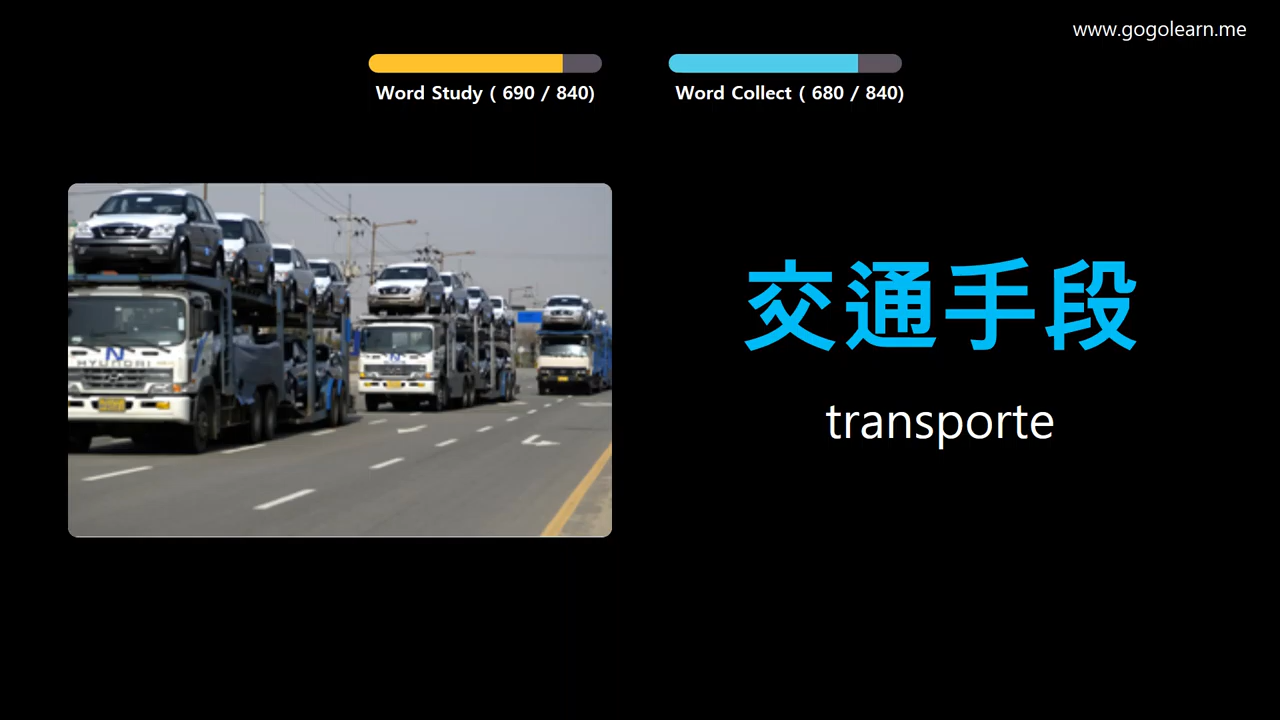 www.gogolearn.me
Word Study ( 690 / 840)
Word Collect ( 680 / 840)
交通手段
transporte
HYUNDAI